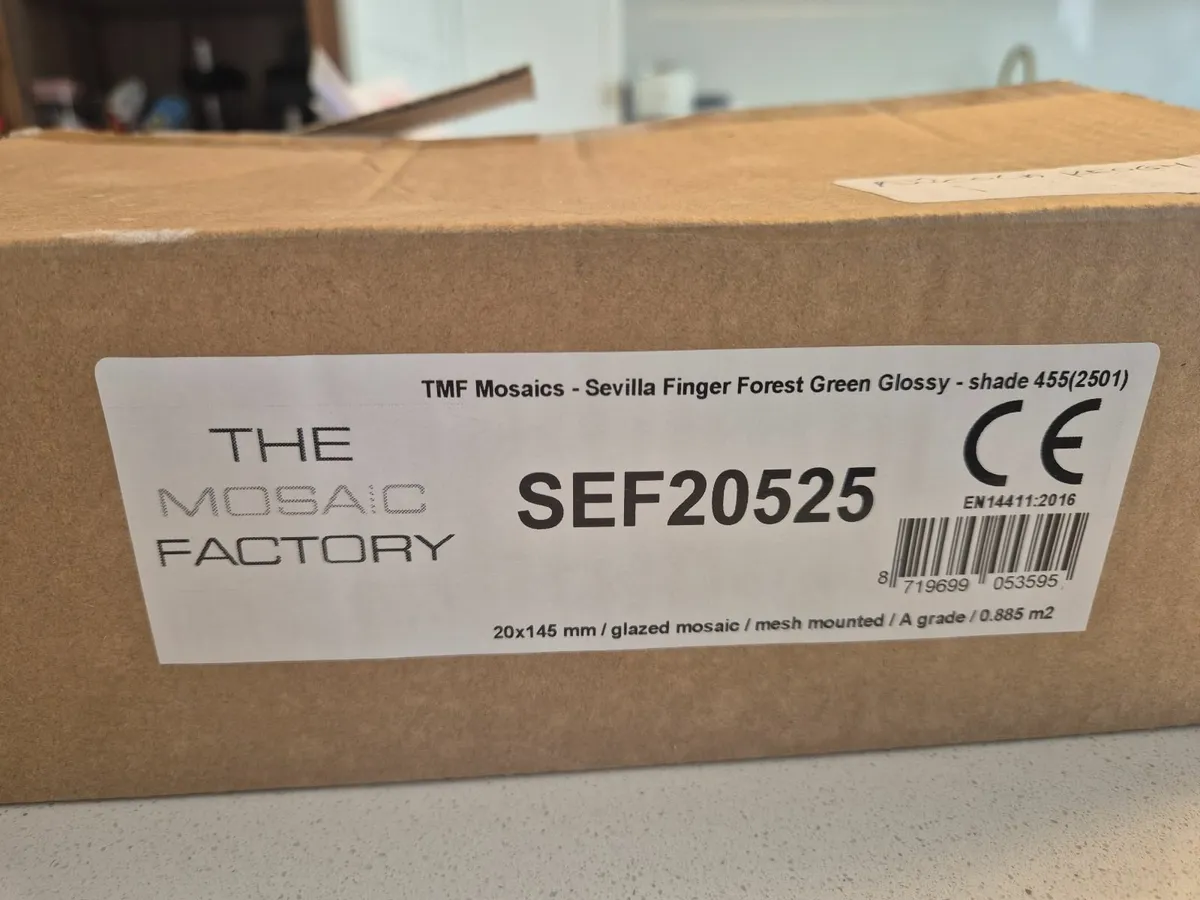 TMF Mosaics - Sevilla Finger Forest Green Glossy - shade 455(2501)
THE
MOSAiC
FACTORY
SEF20525
CE
EN14411:2016
8 719699 053595
20x145 mm / glazed mosaic / mesh mounted / A grade / 0.885 m2